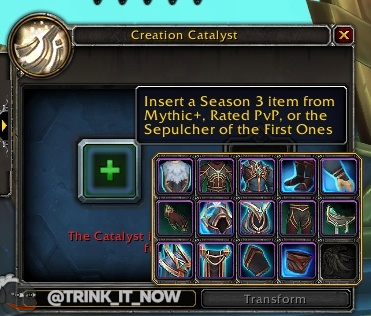 Creation Catalyst
Insert a Season 3 item from
Mythic+, Rated PvP, or the
Sepulcher of the First Ones
The Catalyst
@TRINK_IT_NOW
Transform